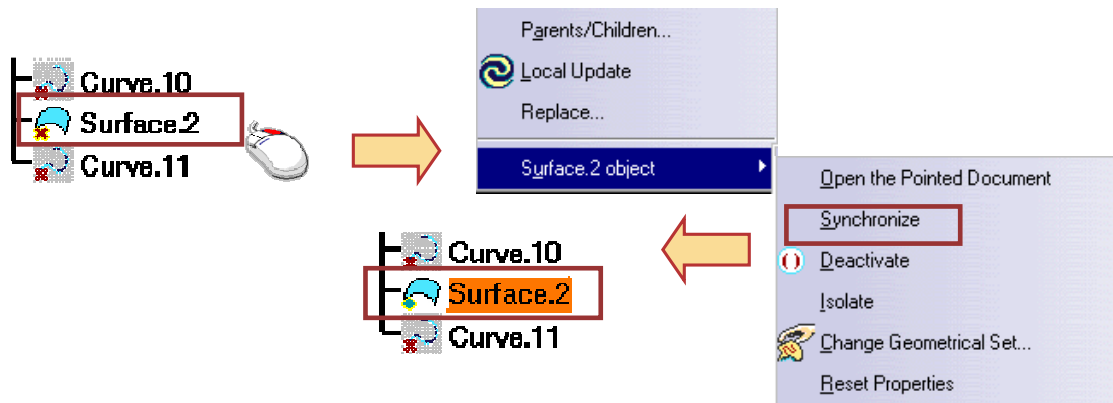 Curve.10
Surface.2
Curve.11
Parents/Children...
Local Update
Replace...
Surface.2 object
Open the Pointed Document
Synchronize
Deactivate
Isolate
Change Geometrical Set...
Reset Properties
Curve.10
Surface.2
Curve.11